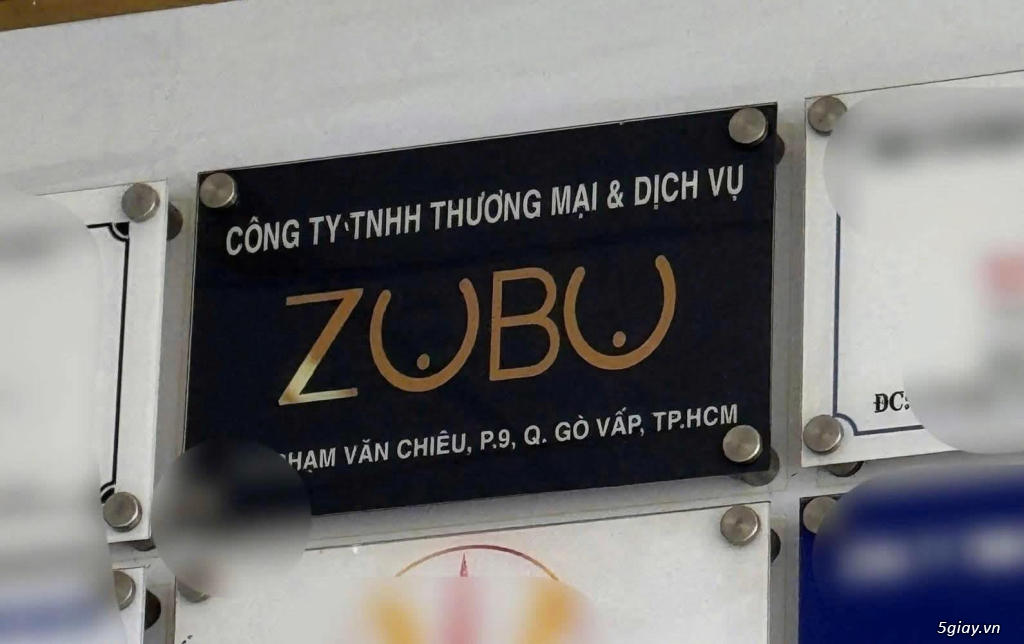 CÔNG TY TNHH THƯƠNG MẠI & DỊCH VỤ
ZUBU
PHẠM VĂN CHIÊU, P.9, Q. GÒ VẤP, TP.HCM
ĐC:
5giay.vn